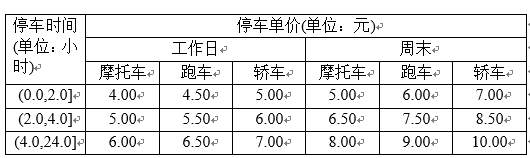 停车时间(单位：小时) 停车单价(单位：元)
工作日 周末
摩托车 跑车 轿车 摩托车 跑车 轿车
(0.0,2.0] 4.00 4.50 5.00 5.00 6.00 7.00
(2.0,4.0] 5.00 5.50 6.00 6.50 7.50 8.50
(4.0,24.0] 6.00 6.50 7.00 8.00 9.00 10.00